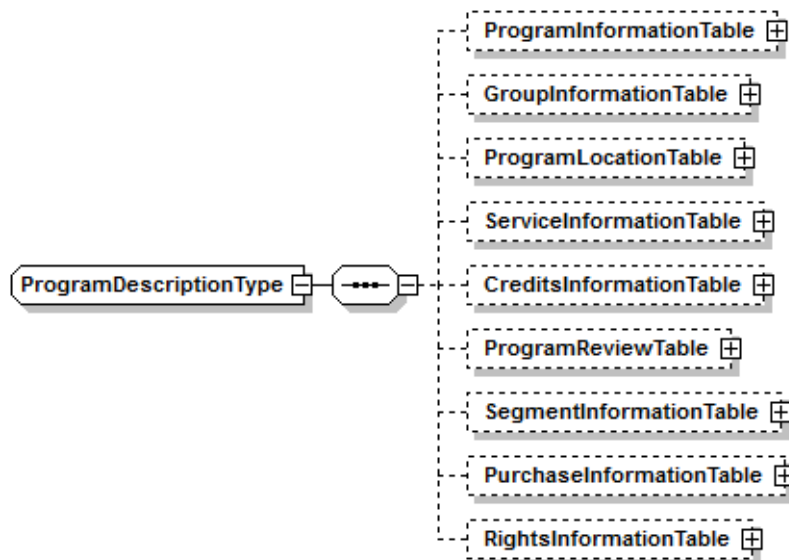 ProgramInformationTable
GroupInformationTable
ProgramLocationTable
ServiceInformationTable
ProgramDescriptionType
CreditsInformationTable
ProgramReviewTable
SegmentInformationTable
PurchaseInformationTable
RightsInformationTable